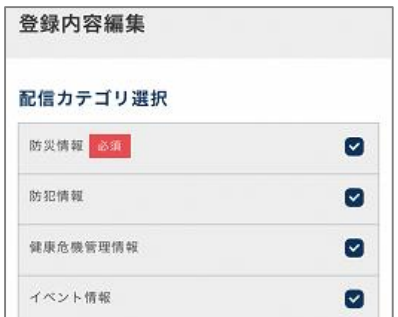 登録内容編集
配信カテゴリ選択
防災情報 必須
防犯情報
健康危機管理情報
イベント情報